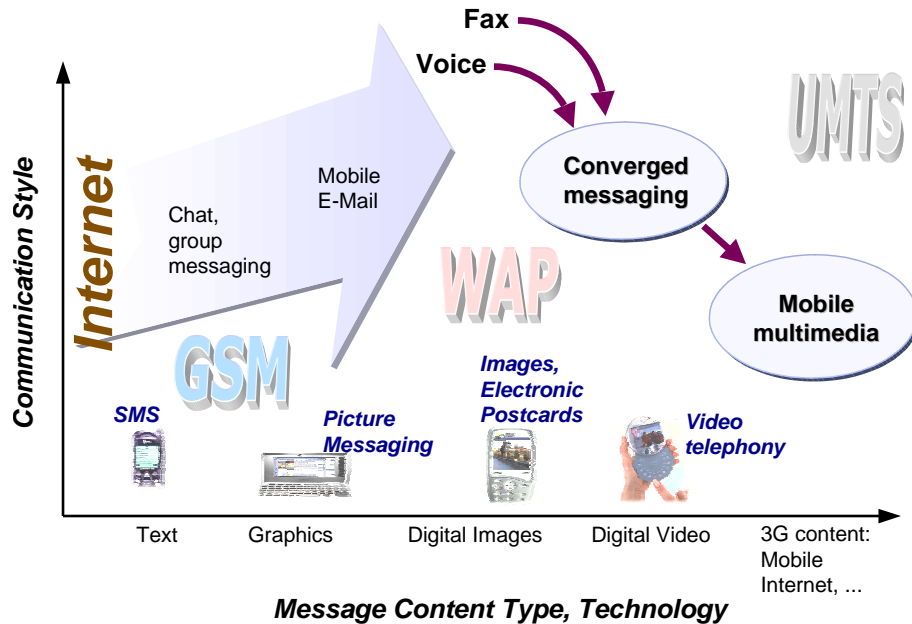 Fax
Voice
UMTS
Converged
messaging
Mobile
E-Mail
Chat,
group
messaging
Internet
Communication Style
WAP
Mobile
multimedia
GSM
Images,
Electronic
Postcards
SMS
Picture
Messaging
Video
telephony
Text
Graphics
Digital Images
Digital Video
3G content:
Mobile
Internet, ...
Message Content Type, Technology